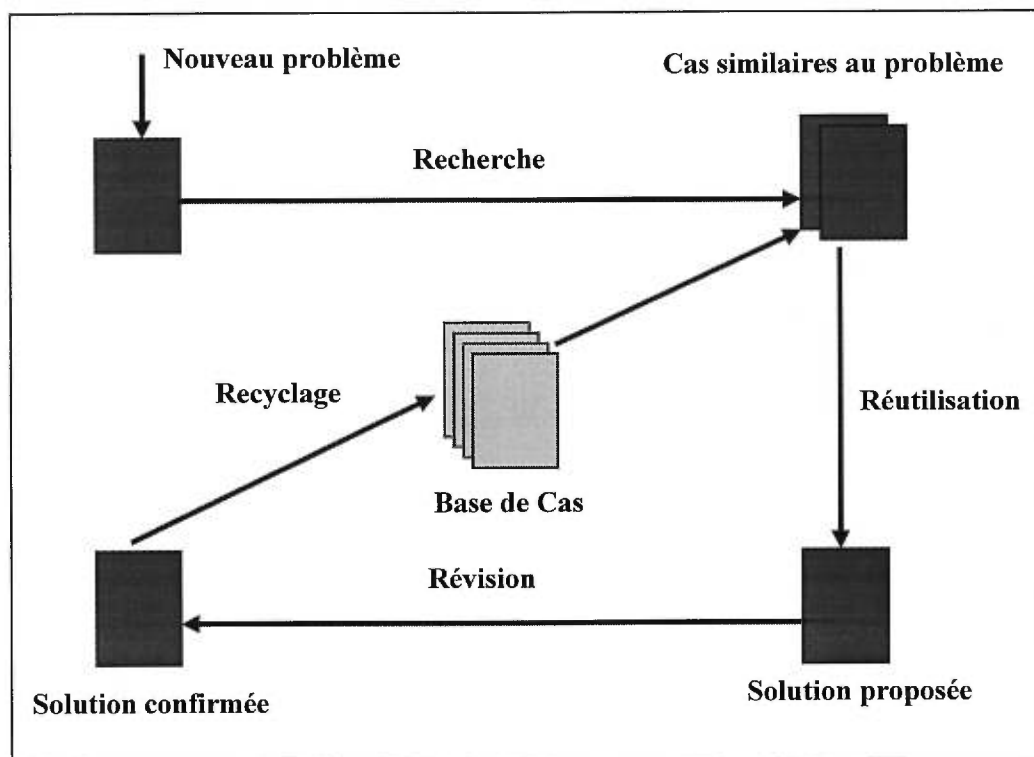 Nouveau problème
Cas similaires au problème
Recherche
Recyclage
Réutilisation
Base de Cas
Révision
Solution confirmée
Solution proposée